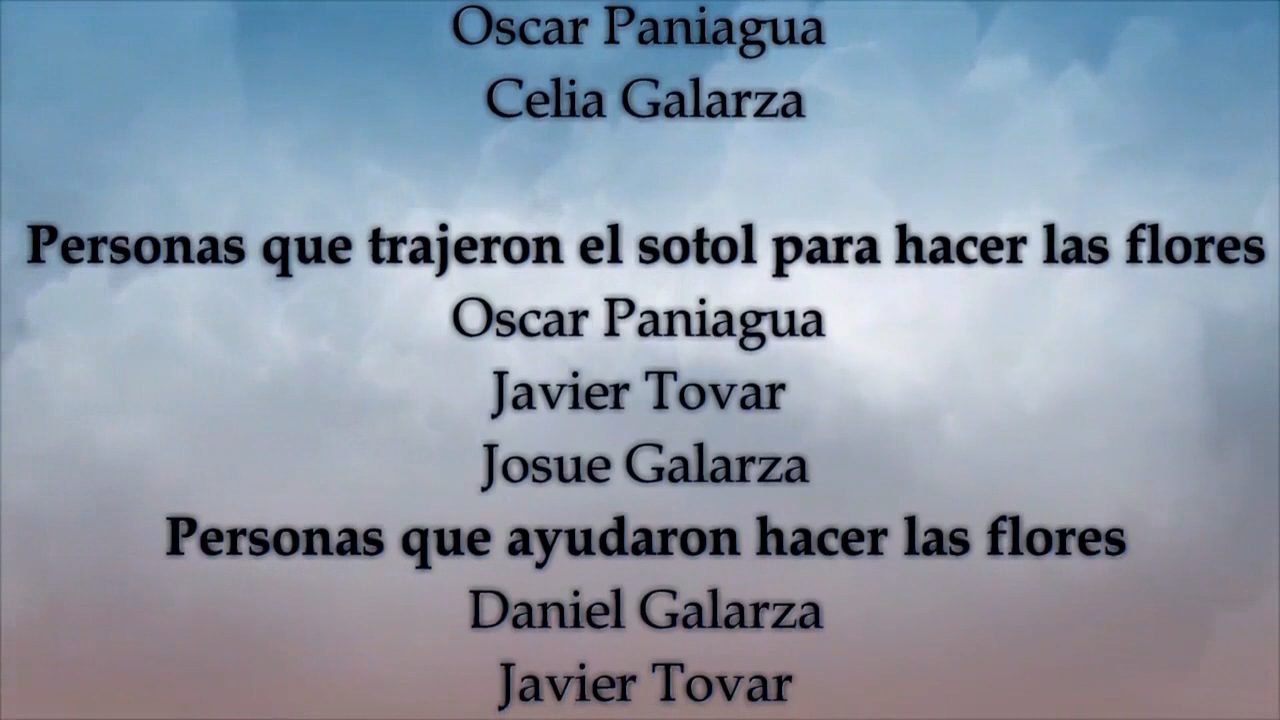 Oscar Paniagua
Celia Galarza
Personas que trajeron el sotol para hacer las flores
Oscar Paniagua
Javier Tovar
Josue Galarza
Personas que ayudaron hacer las flores
Daniel Galarza
Javier Tovar